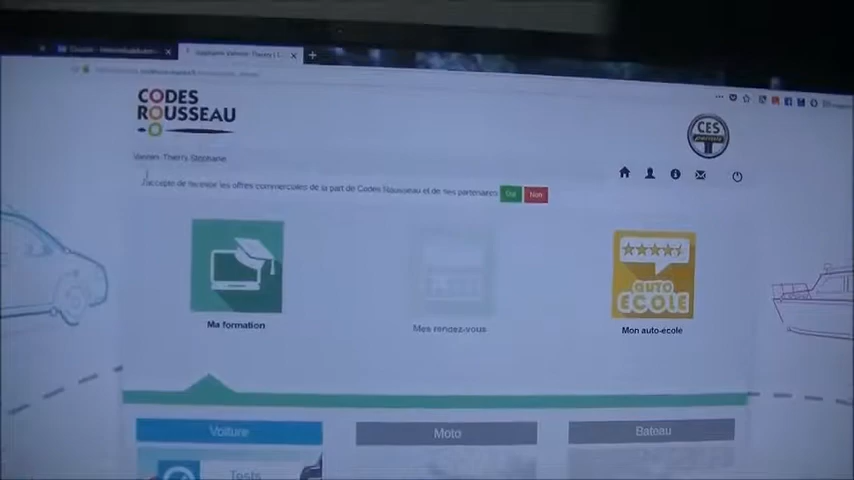 CODES
ROUSSEAU
CES
J'accepte de recevoir les offres commerciales de la part de Codes Rousseau et de ses partenaires
Oui
Non
AUTO
ECOLE
Ma formation
Mes rendez-vous
Mon auto-école
Voiture
Moto
Bateau
Tests